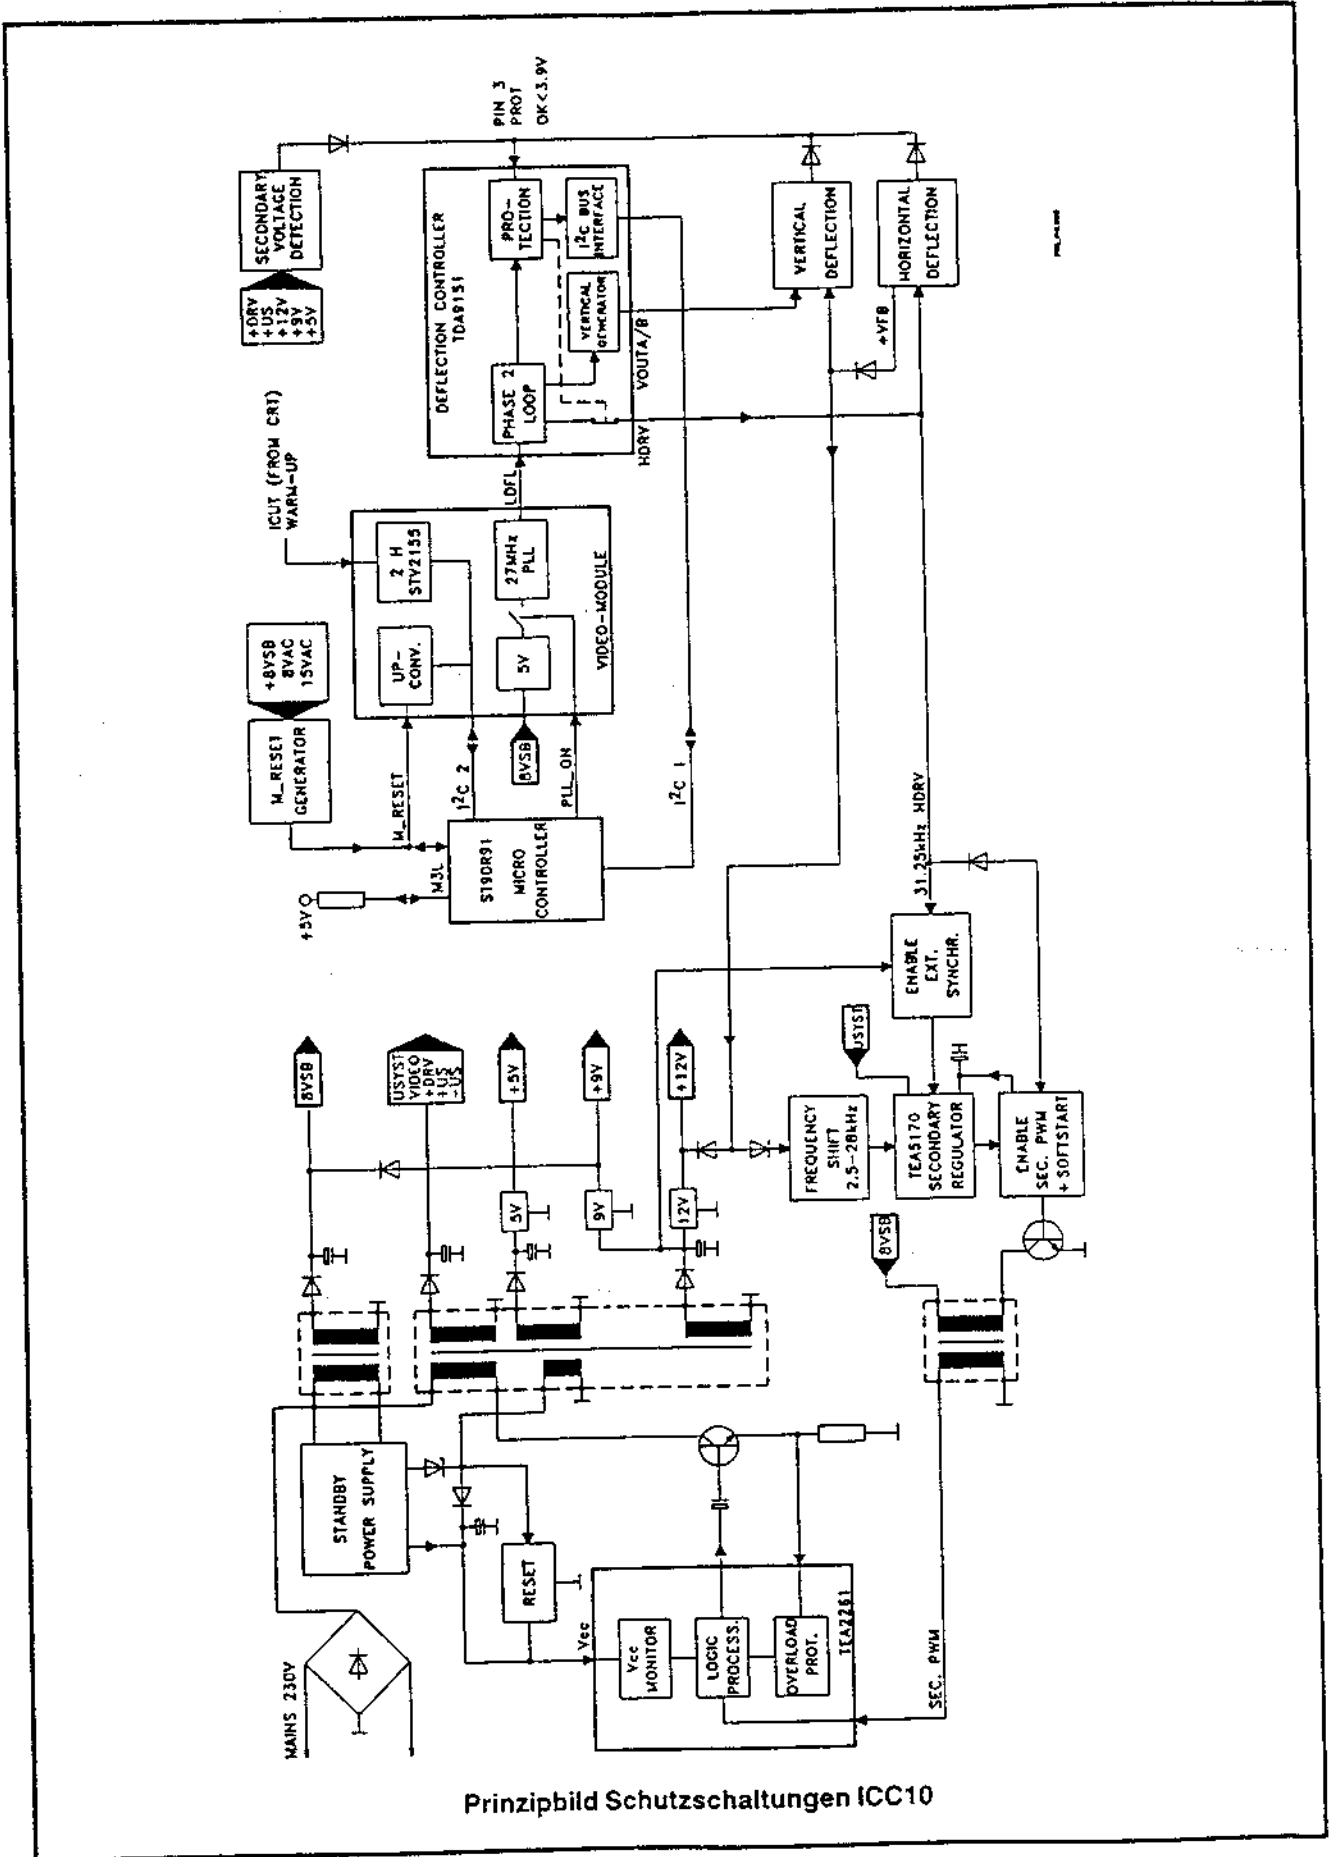 MAINS 230V
STANDBY
POWER SUPPLY
RESET
Vcc
Vcc
MONITOR
LOGIC
PROCESS.
OVERLOAD
PROT.
TEA2261
SEC. PWM
8VSB
USYST
VIDEO
+DRV
+US
-US
+5V
+9V
+12V
5V
9V
12V
8VSB
FREQUENCY
SHIFT
2.5-28kHz
TEA5170
SECONDARY
REGULATOR
ENABLE
SEC. PWM
+ SOFTSTART
USYST
ENABLE
EXT.
SYNCHR.
31.25kHz HDRV
+5V
M3L
ST90R91
MICRO
CONTROLLER
M_RESET
GENERATOR
+8VSB
8VAC
15VAC
M_RESET
I²C 2
PLL_ON
I²C 1
8VSB
UP-
CONV.
2 H
STV2155
5V
27MHz
PLL
VIDEO-MODULE
ICUT (FROM CRT)
WARM-UP
LDFL
DEFLECTION CONTROLLER
TDA9151
PHASE 2
LOOP
PRO-
TECTION
VERTICAL
GENERATOR
I²C BUS
INTERFACE
HDRV
VOUTA/B
+DRV
+US
+12V
+9V
+5V
SECONDARY
VOLTAGE
DETECTION
PIN 3
PROT
OK<3.9V
VERTICAL
DEFLECTION
HORIZONTAL
DEFLECTION
+VFB
Prinzipbild Schutzschaltungen ICC10